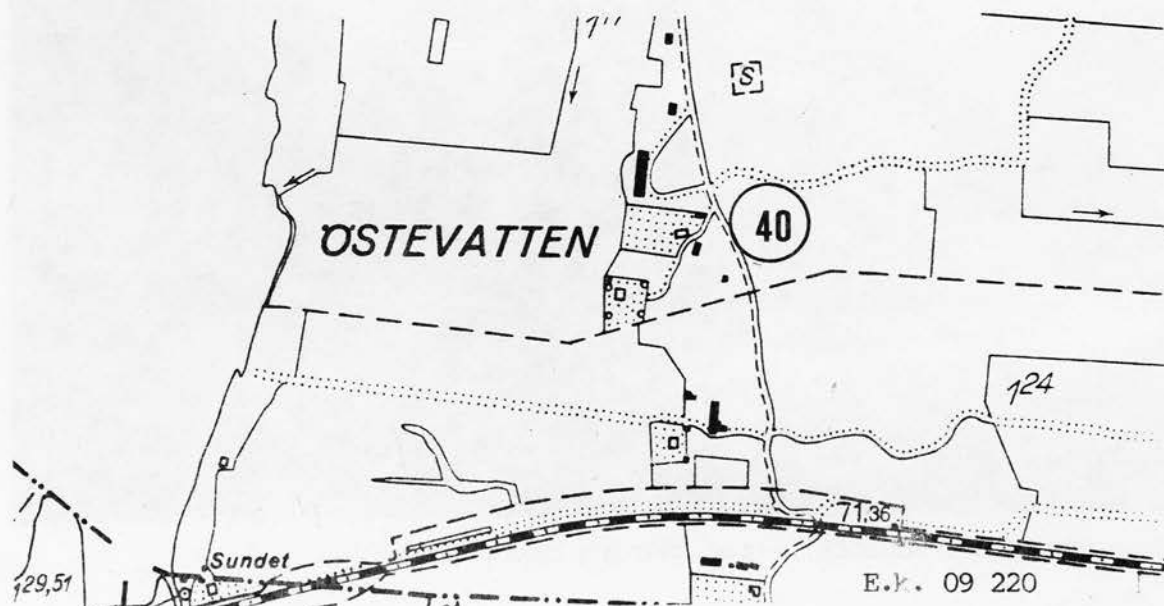 S
40
ÖSTEVATTEN
124
71.36
Sundet
129,51
E.K. 09 220